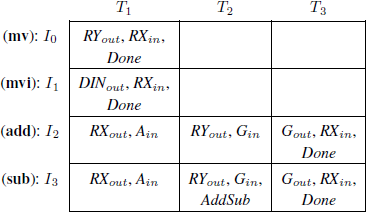 T₁ T₂ T₃
(mv): I₀ RYout, RXin,
Done
(mvi): I₁ DINout, RXin,
Done
(add): I₂ RXout, Ain RYout, Gin Gout, RXin,
Done
(sub): I₃ RXout, Ain RYout, Gin, Gout, RXin,
AddSub Done